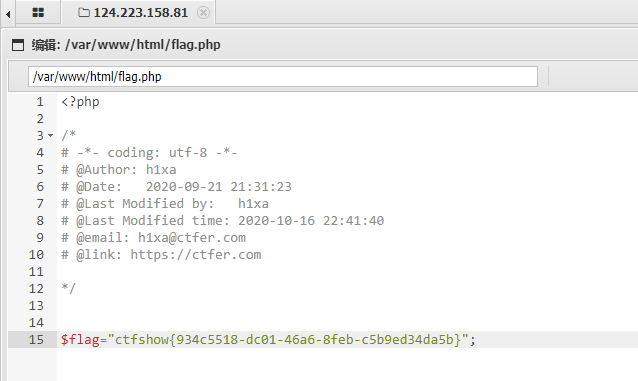 124.223.158.81
编辑: /var/www/html/flag.php
/var/www/html/flag.php
1 <?php
2
3 /*
4 # -*- coding: utf-8 -*-
5 # @Author: h1xa
6 # @Date:   2020-09-21 21:31:23
7 # @Last Modified by:   h1xa
8 # @Last Modified time: 2020-10-16 22:41:40
9 # @email: h1xa@ctfer.com
10 # @link: https://ctfer.com
11
12 */
13
14
15 $flag="ctfshow{934c5518-dc01-46a6-8feb-c5b9ed34da5b}";